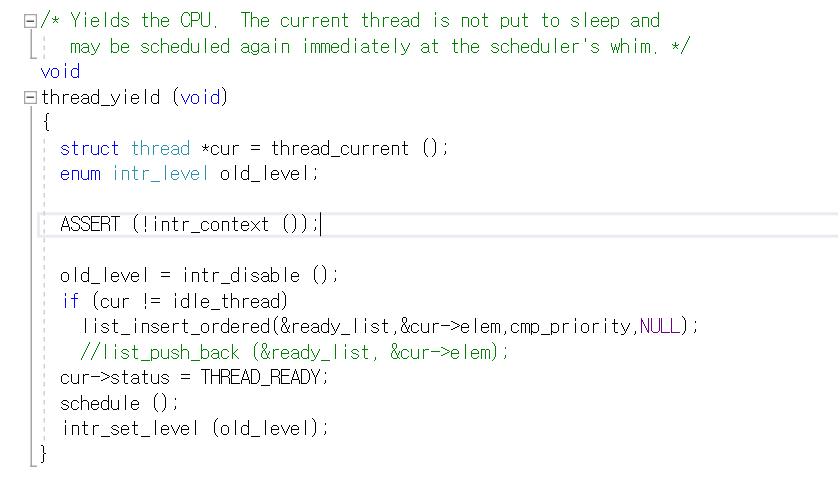 /* Yields the CPU.  The current thread is not put to sleep and
   may be scheduled again immediately at the scheduler's whim. */
void
thread_yield (void)
{
  struct thread *cur = thread_current ();
  enum intr_level old_level;
  ASSERT (!intr_context ());
  old_level = intr_disable ();
  if (cur != idle_thread)
    list_insert_ordered(&ready_list,&cur->elem,cmp_priority,NULL);
    //list_push_back (&ready_list, &cur->elem);
  cur->status = THREAD_READY;
  schedule ();
  intr_set_level (old_level);
}